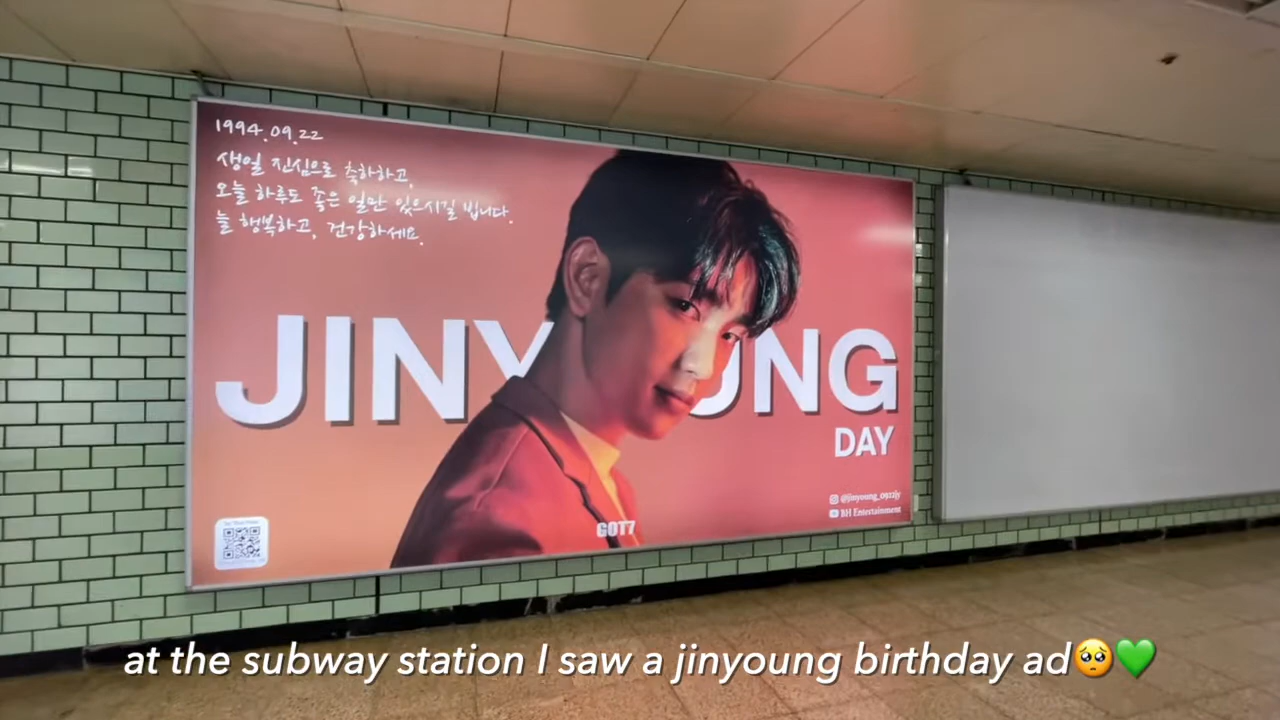 1994.09.22
생일 진심으로 축하하고,
오늘 하루도 좋은 일만 있으시길 빕니다.
늘 행복하고, 건강하세요.
JINY UNG
DAY
@jinyoung_0922jy
BH Entertainment
GOT7
at the subway station I saw a jinyoung birthday ad🥺💚